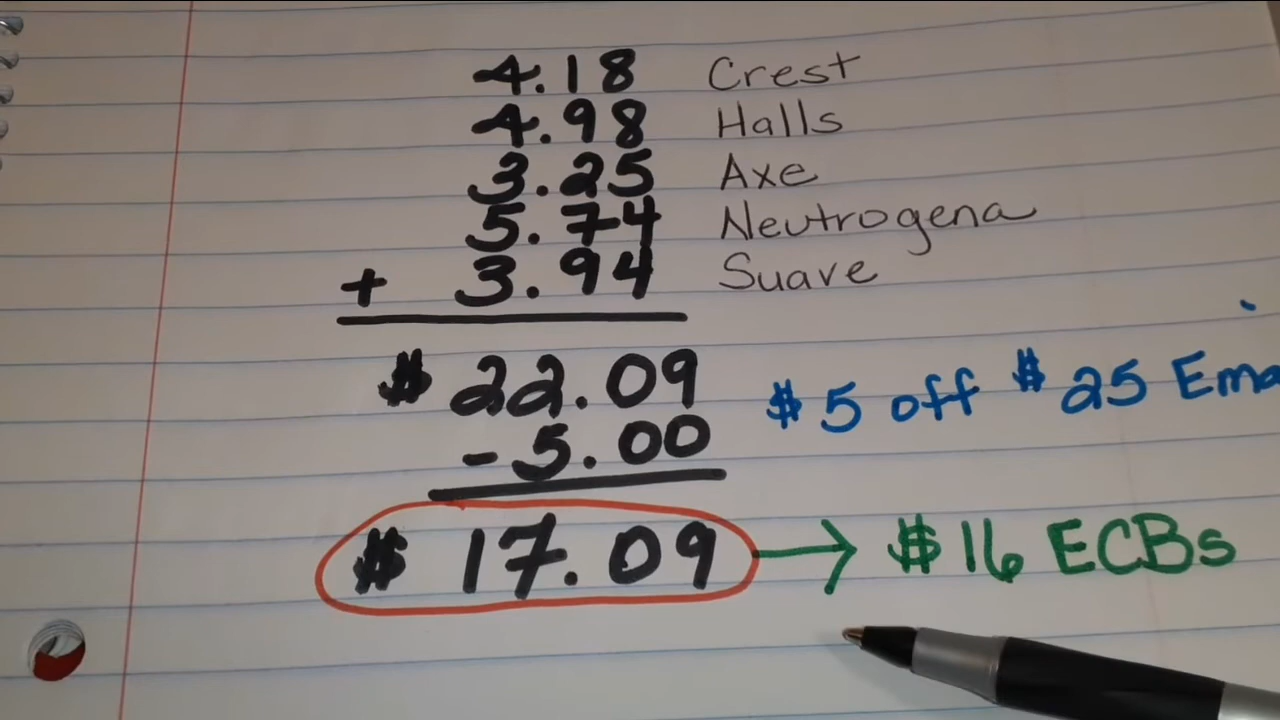 4.18 Crest
4.98 Halls
3.25 Axe
5.74 Neutrogena
+ 3.94 Suave
$ 22.09 $5 off $25 Ema
- 5.00
$ 17.09 → $16 ECBs